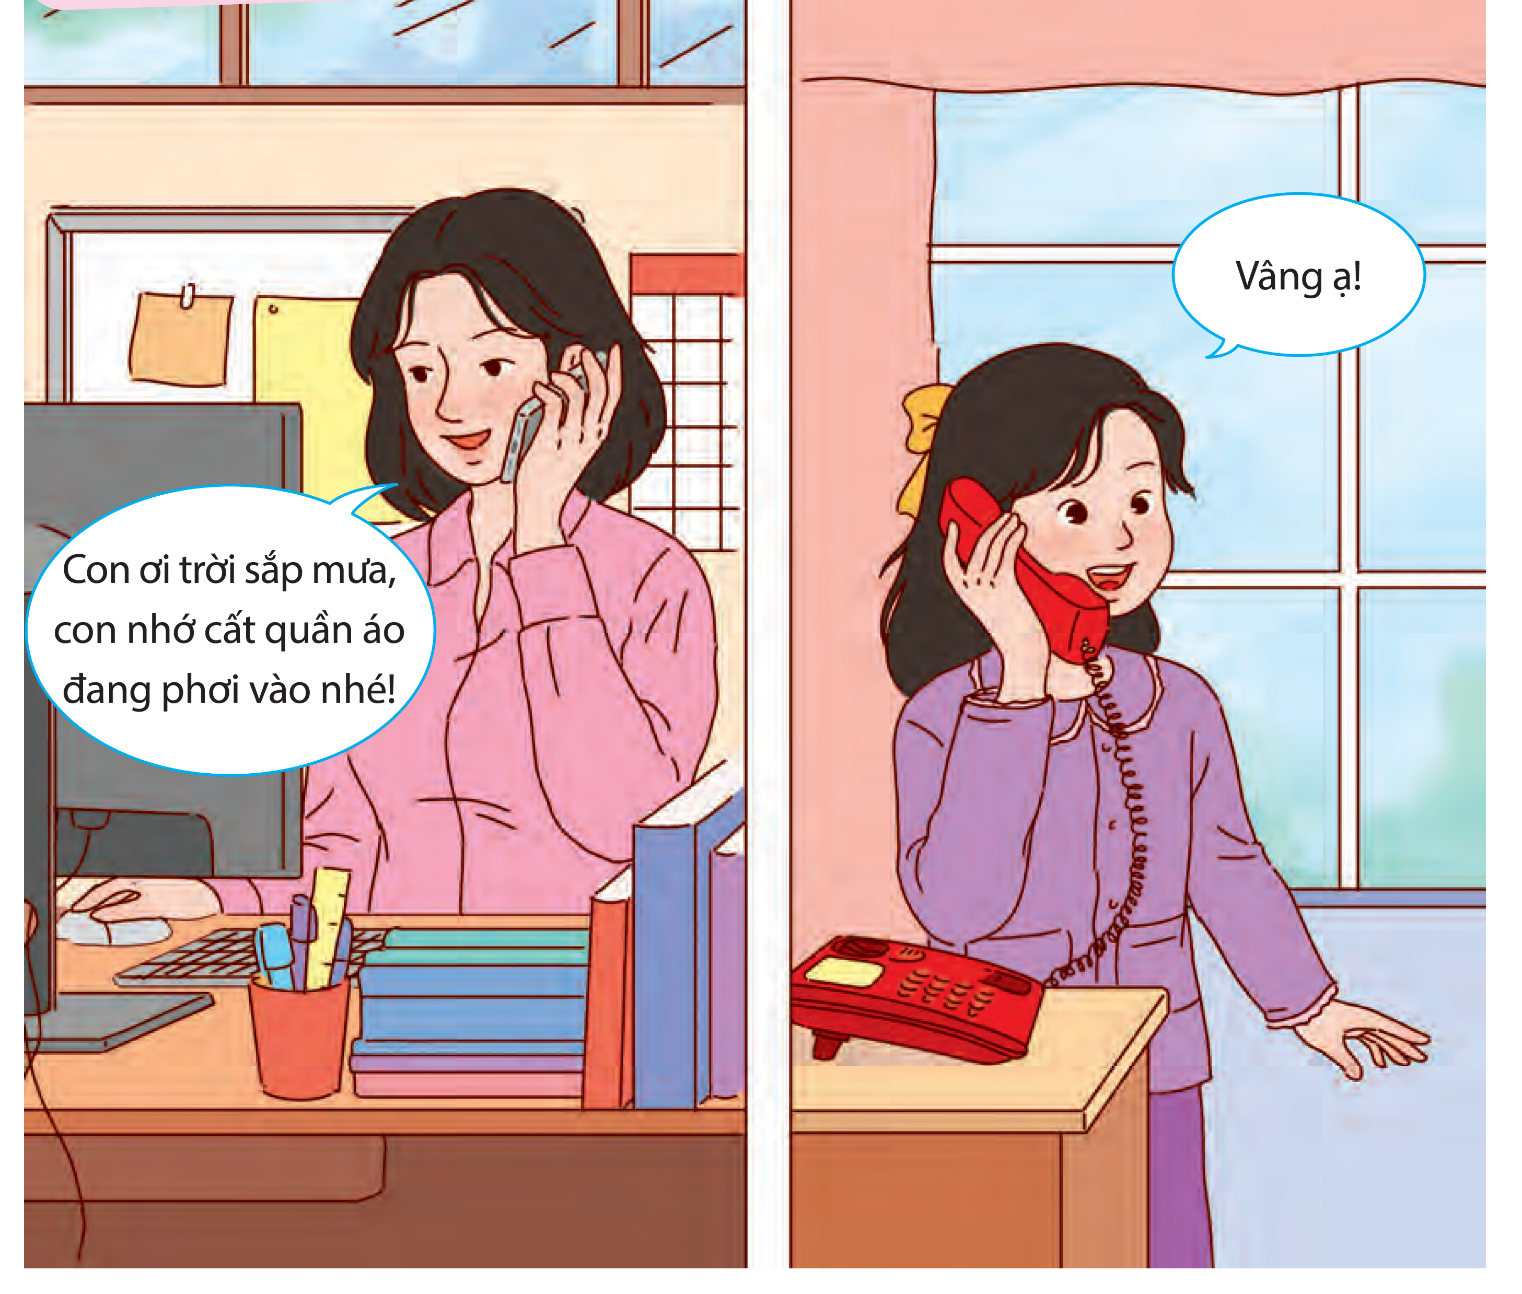 Con ơi trời sắp mưa,
con nhớ cất quần áo
đang phơi vào nhé!
Vâng ạ!